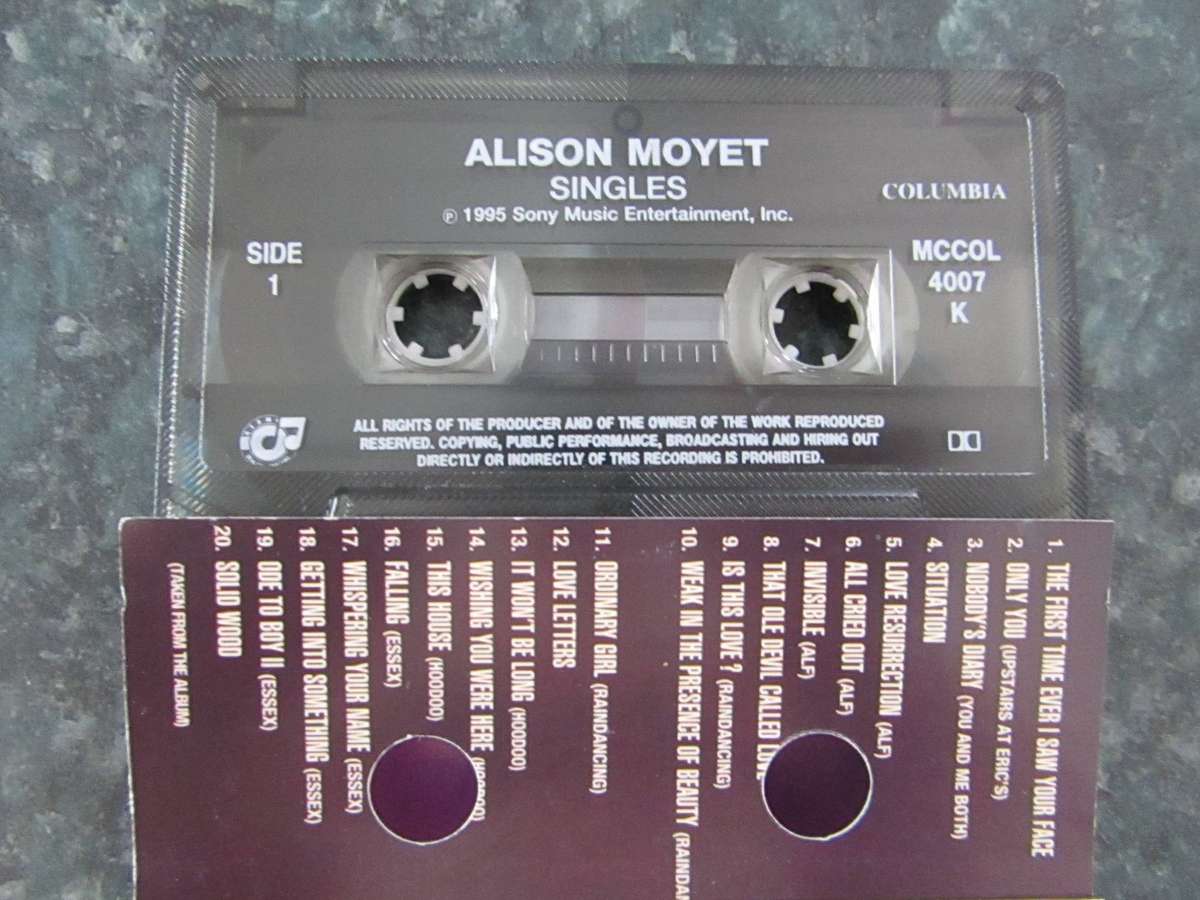 ALISON MOYET
SINGLES
℗ 1995 Sony Music Entertainment, Inc.
COLUMBIA
SIDE
1
MCCOL
4007
K
ALL RIGHTS OF THE PRODUCER AND OF THE OWNER OF THE WORK REPRODUCED
RESERVED. COPYING, PUBLIC PERFORMANCE, BROADCASTING AND HIRING OUT
DIRECTLY OR INDIRECTLY OF THIS RECORDING IS PROHIBITED.
1. THE FIRST TIME EVER I SAW YOUR FACE
2. ONLY YOU (UPSTAIRS AT ERIC'S)
3. NOBODY'S DIARY (YOU AND ME BOTH)
4. SITUATION
5. LOVE RESURRECTION (ALF)
6. ALL CRIED OUT (ALF)
7. INVISIBLE (ALF)
8. THAT OLE DEVIL CALLED LOVE
9. IS THIS LOVE? (RAINDANCING)
10. WEAK IN THE PRESENCE OF BEAUTY (RAINDAN
11. ORDINARY GIRL (RAINDANCING)
12. LOVE LETTERS
13. IT WON'T BE LONG (HOODOO)
14. WISHING YOU WERE HERE (HOODOO)
15. THIS HOUSE (HOODOO)
16. FALLING (ESSEX)
17. WHISPERING YOUR NAME (ESSEX)
18. GETTING INTO SOMETHING (ESSEX)
19. ODE TO BOY II (ESSEX)
20. SOLID WOOD
(TAKEN FROM THE ALBUM)